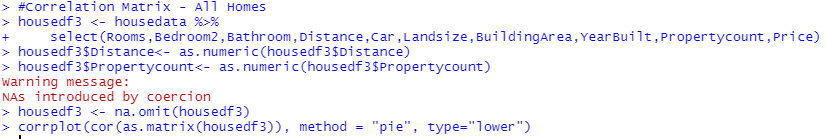 > #Correlation Matrix - All Homes
> housedf3 <- housedata %>%
+     select(Rooms,Bedroom2,Bathroom,Distance,Car,Landsize,BuildingArea,YearBuilt,Propertycount,Price)
> housedf3$Distance<- as.numeric(housedf3$Distance)
> housedf3$Propertycount<- as.numeric(housedf3$Propertycount)
Warning message:
NAs introduced by coercion
> housedf3 <- na.omit(housedf3)
> corrplot(cor(as.matrix(housedf3)), method = "pie", type="lower")